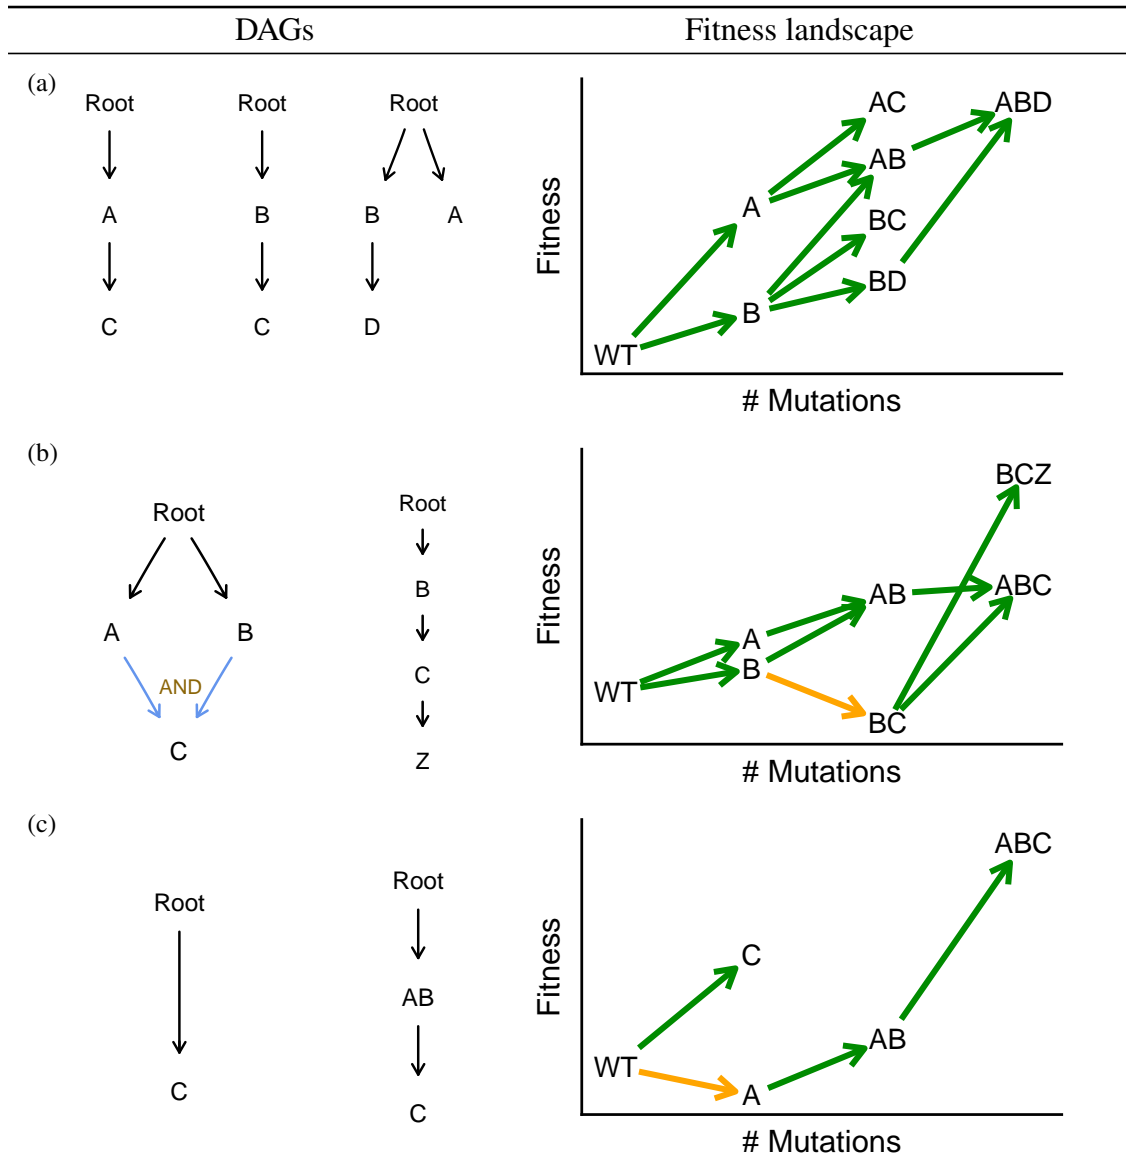 DAGs Fitness landscape
(a)
Root Root Root
A B B A
C C D
Fitness
AC ABD
AB
A
BC
BD
B
WT
# Mutations
(b)
Root Root
B
A B
AND
C
C
Z
Fitness
BCZ
AB ABC
A
B
WT
BC
# Mutations
(c)
Root Root
AB
C
C
Fitness
ABC
C
AB
WT
A
# Mutations